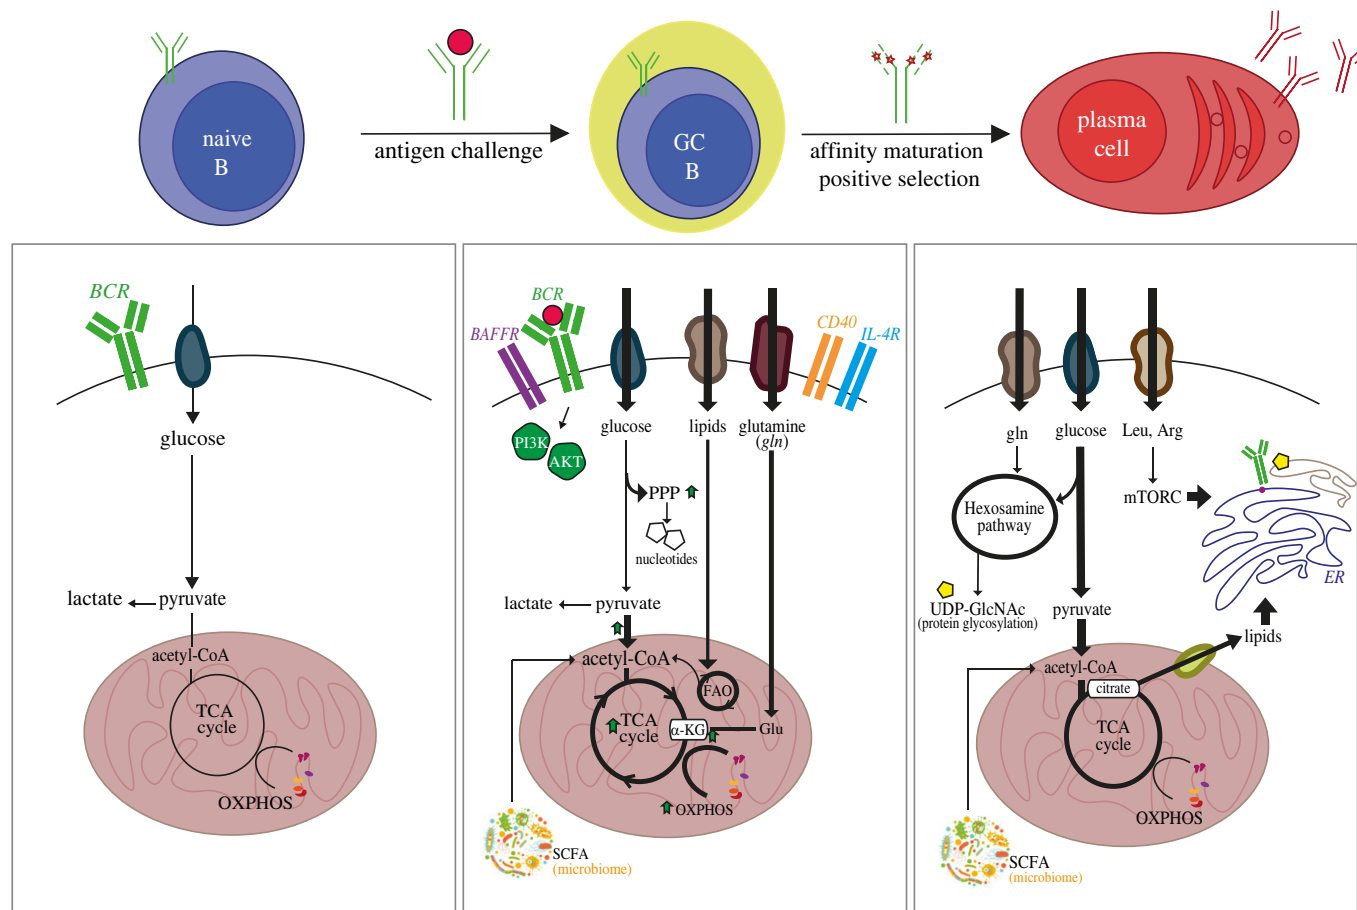 naive
B
antigen challenge
GC
B
affinity maturation
positive selection
plasma
cell
BCR
glucose
lactate
pyruvate
acetyl-CoA
TCA
cycle
OXPHOS
BCR
BAFFR
CD40
IL-4R
PI3K
AKT
glucose
lipids
glutamine
(gln)
PPP
nucleotides
lactate
pyruvate
acetyl-CoA
FAO
TCA
cycle
α-KG
Glu
OXPHOS
SCFA
(microbiome)
gln
glucose
Leu, Arg
mTORC
Hexosamine
pathway
ER
UDP-GlcNAc
(protein glycosylation)
pyruvate
lipids
acetyl-CoA
citrate
TCA
cycle
OXPHOS
SCFA
(microbiome)